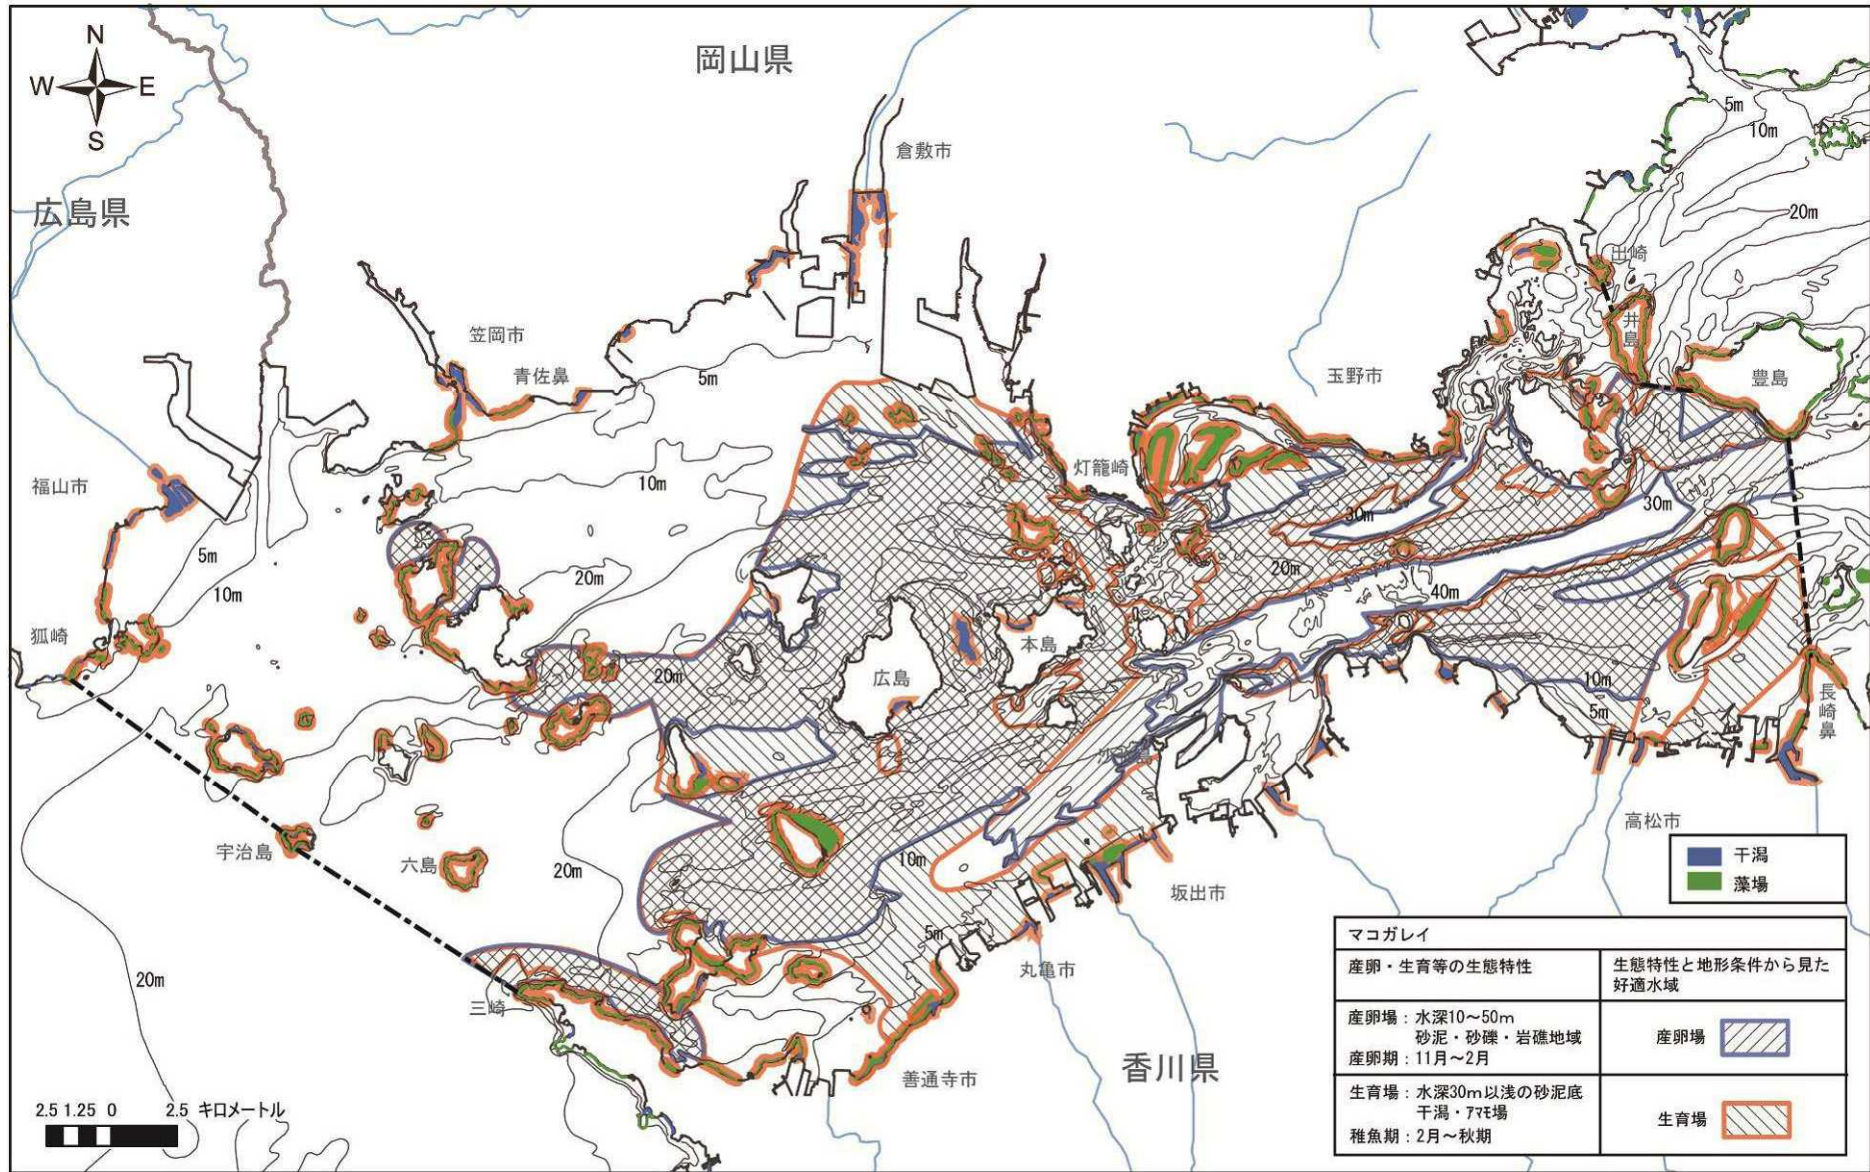 岡山県
N
W E
S
5m
10m
倉敷市
広島県
20m
出崎
井島
笠岡市
青佐鼻
5m
玉野市
豊島
灯籠崎
福山市
10m
30m
30m
5m
20m
20m
10m
40m
狐崎
本島
広島
20m
10m
5m
長崎鼻
高松市
宇治島
六島
20m
10m
坂出市
5m
丸亀市
20m
三崎
善通寺市
香川県
2.5 1.25 0 2.5 キロメートル
干潟
藻場
マコガレイ
産卵・生育等の生態特性
生態特性と地形条件から見た
好適水域
産卵場：水深10～50m
砂泥・砂礫・岩礁地域
産卵期：11月～2月
産卵場
生育場：水深30m以浅の砂泥底
干潟・アマモ場
稚魚期：2月～秋期
生育場